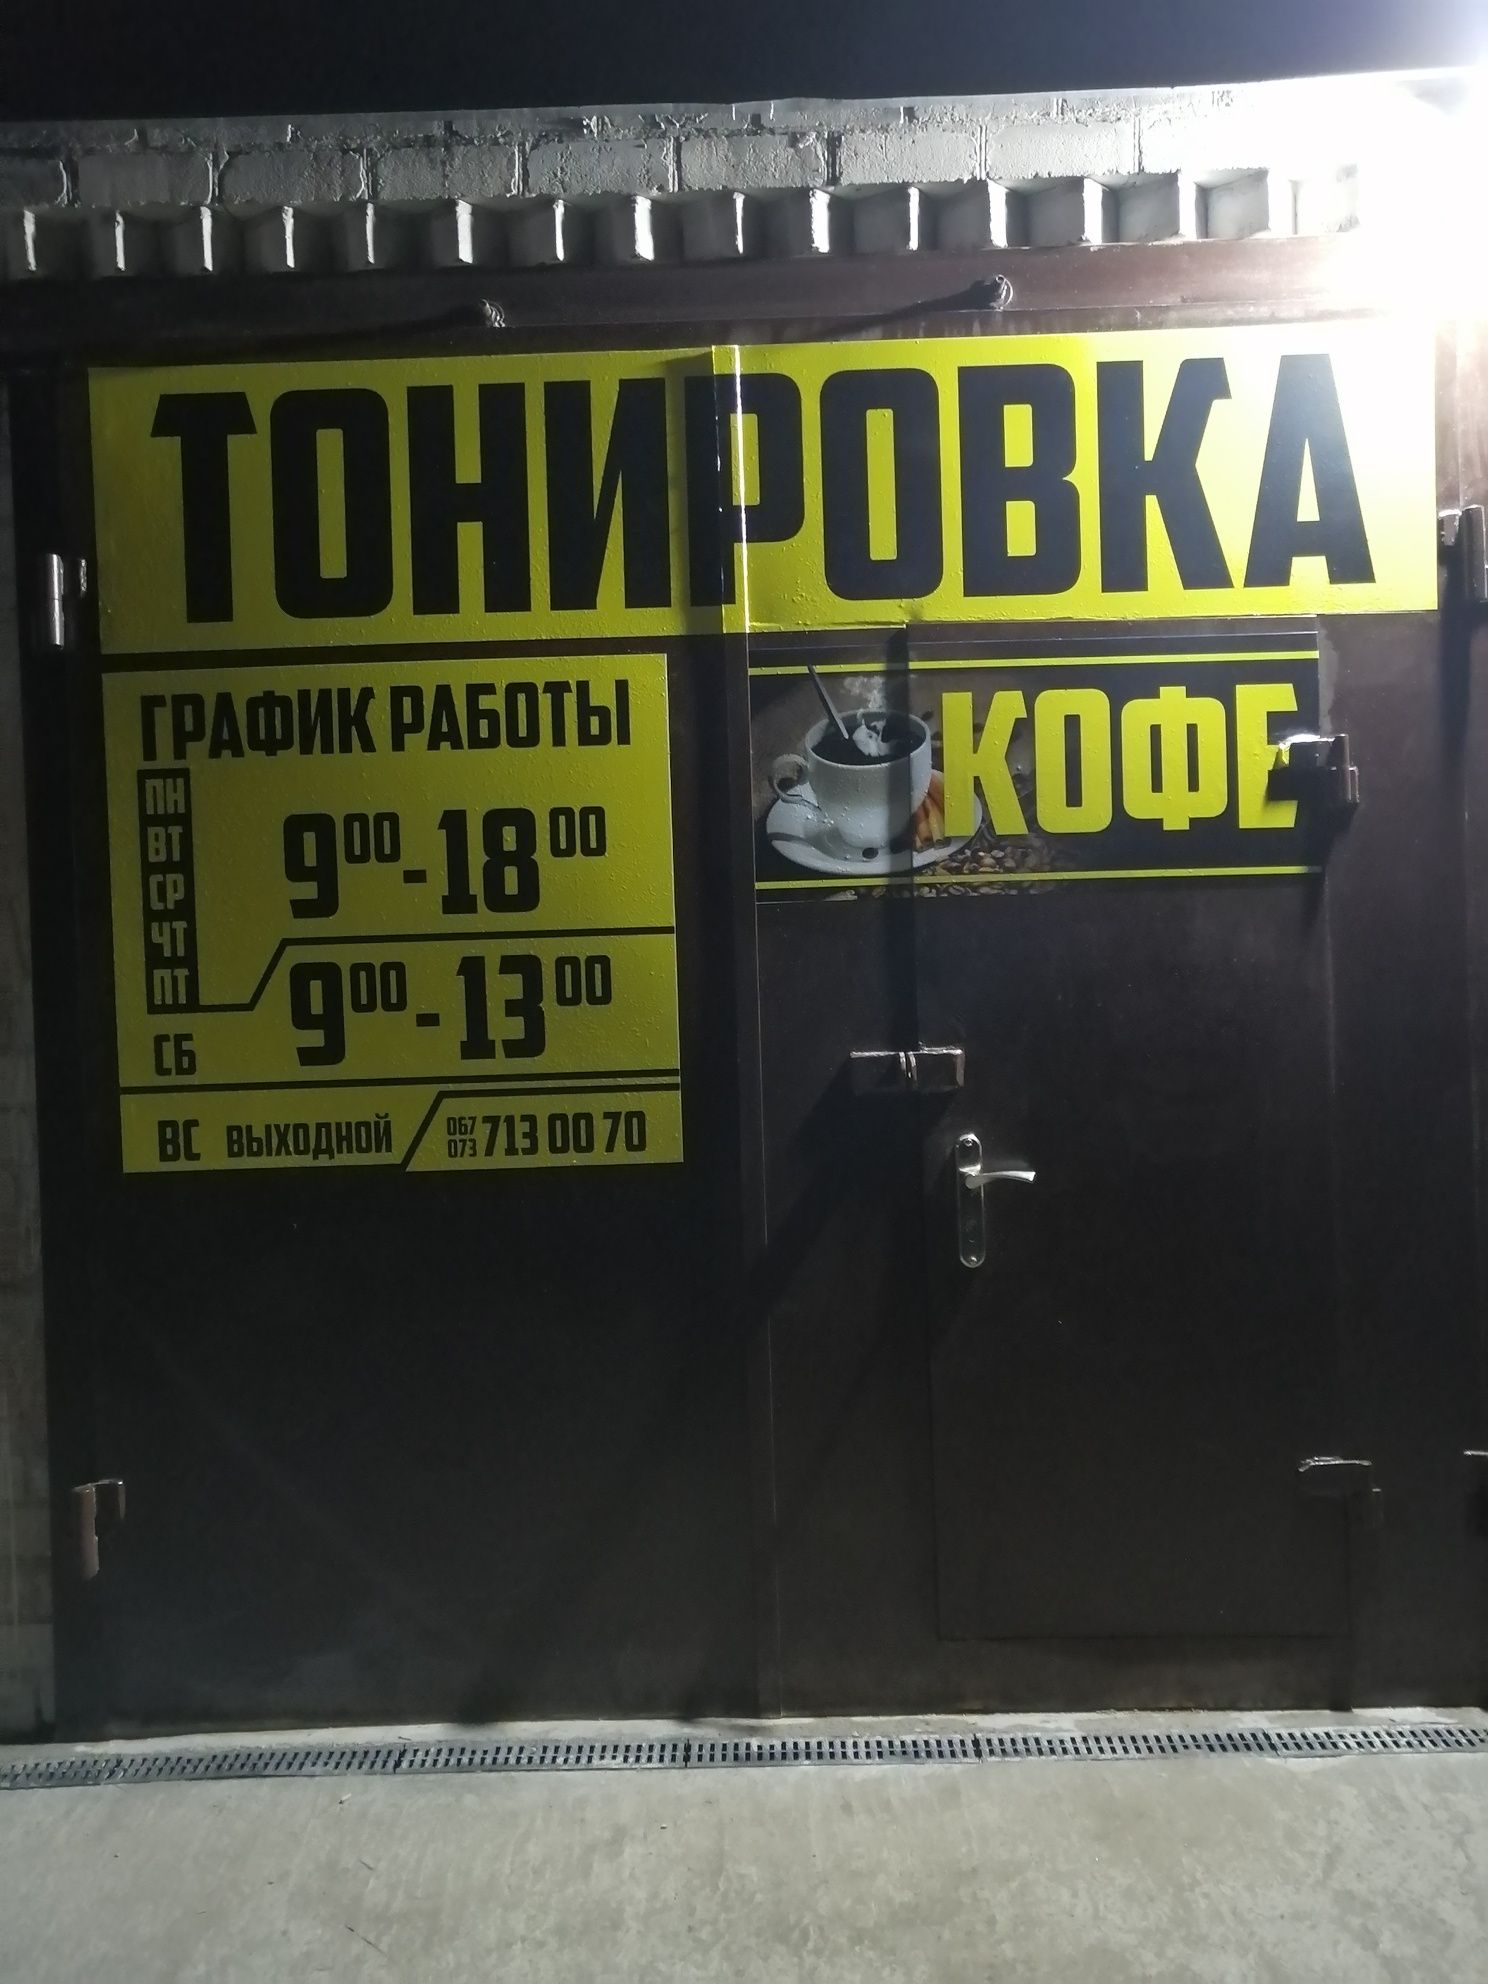 ТОНИРОВКА
КОФЕ
ГРАФИК РАБОТЫ
ПН
ВТ
СР
ЧТ
ПТ
9⁰⁰-18⁰⁰
СБ 9⁰⁰-13⁰⁰
ВС ВЫХОДНОЙ
067
073 713 00 70